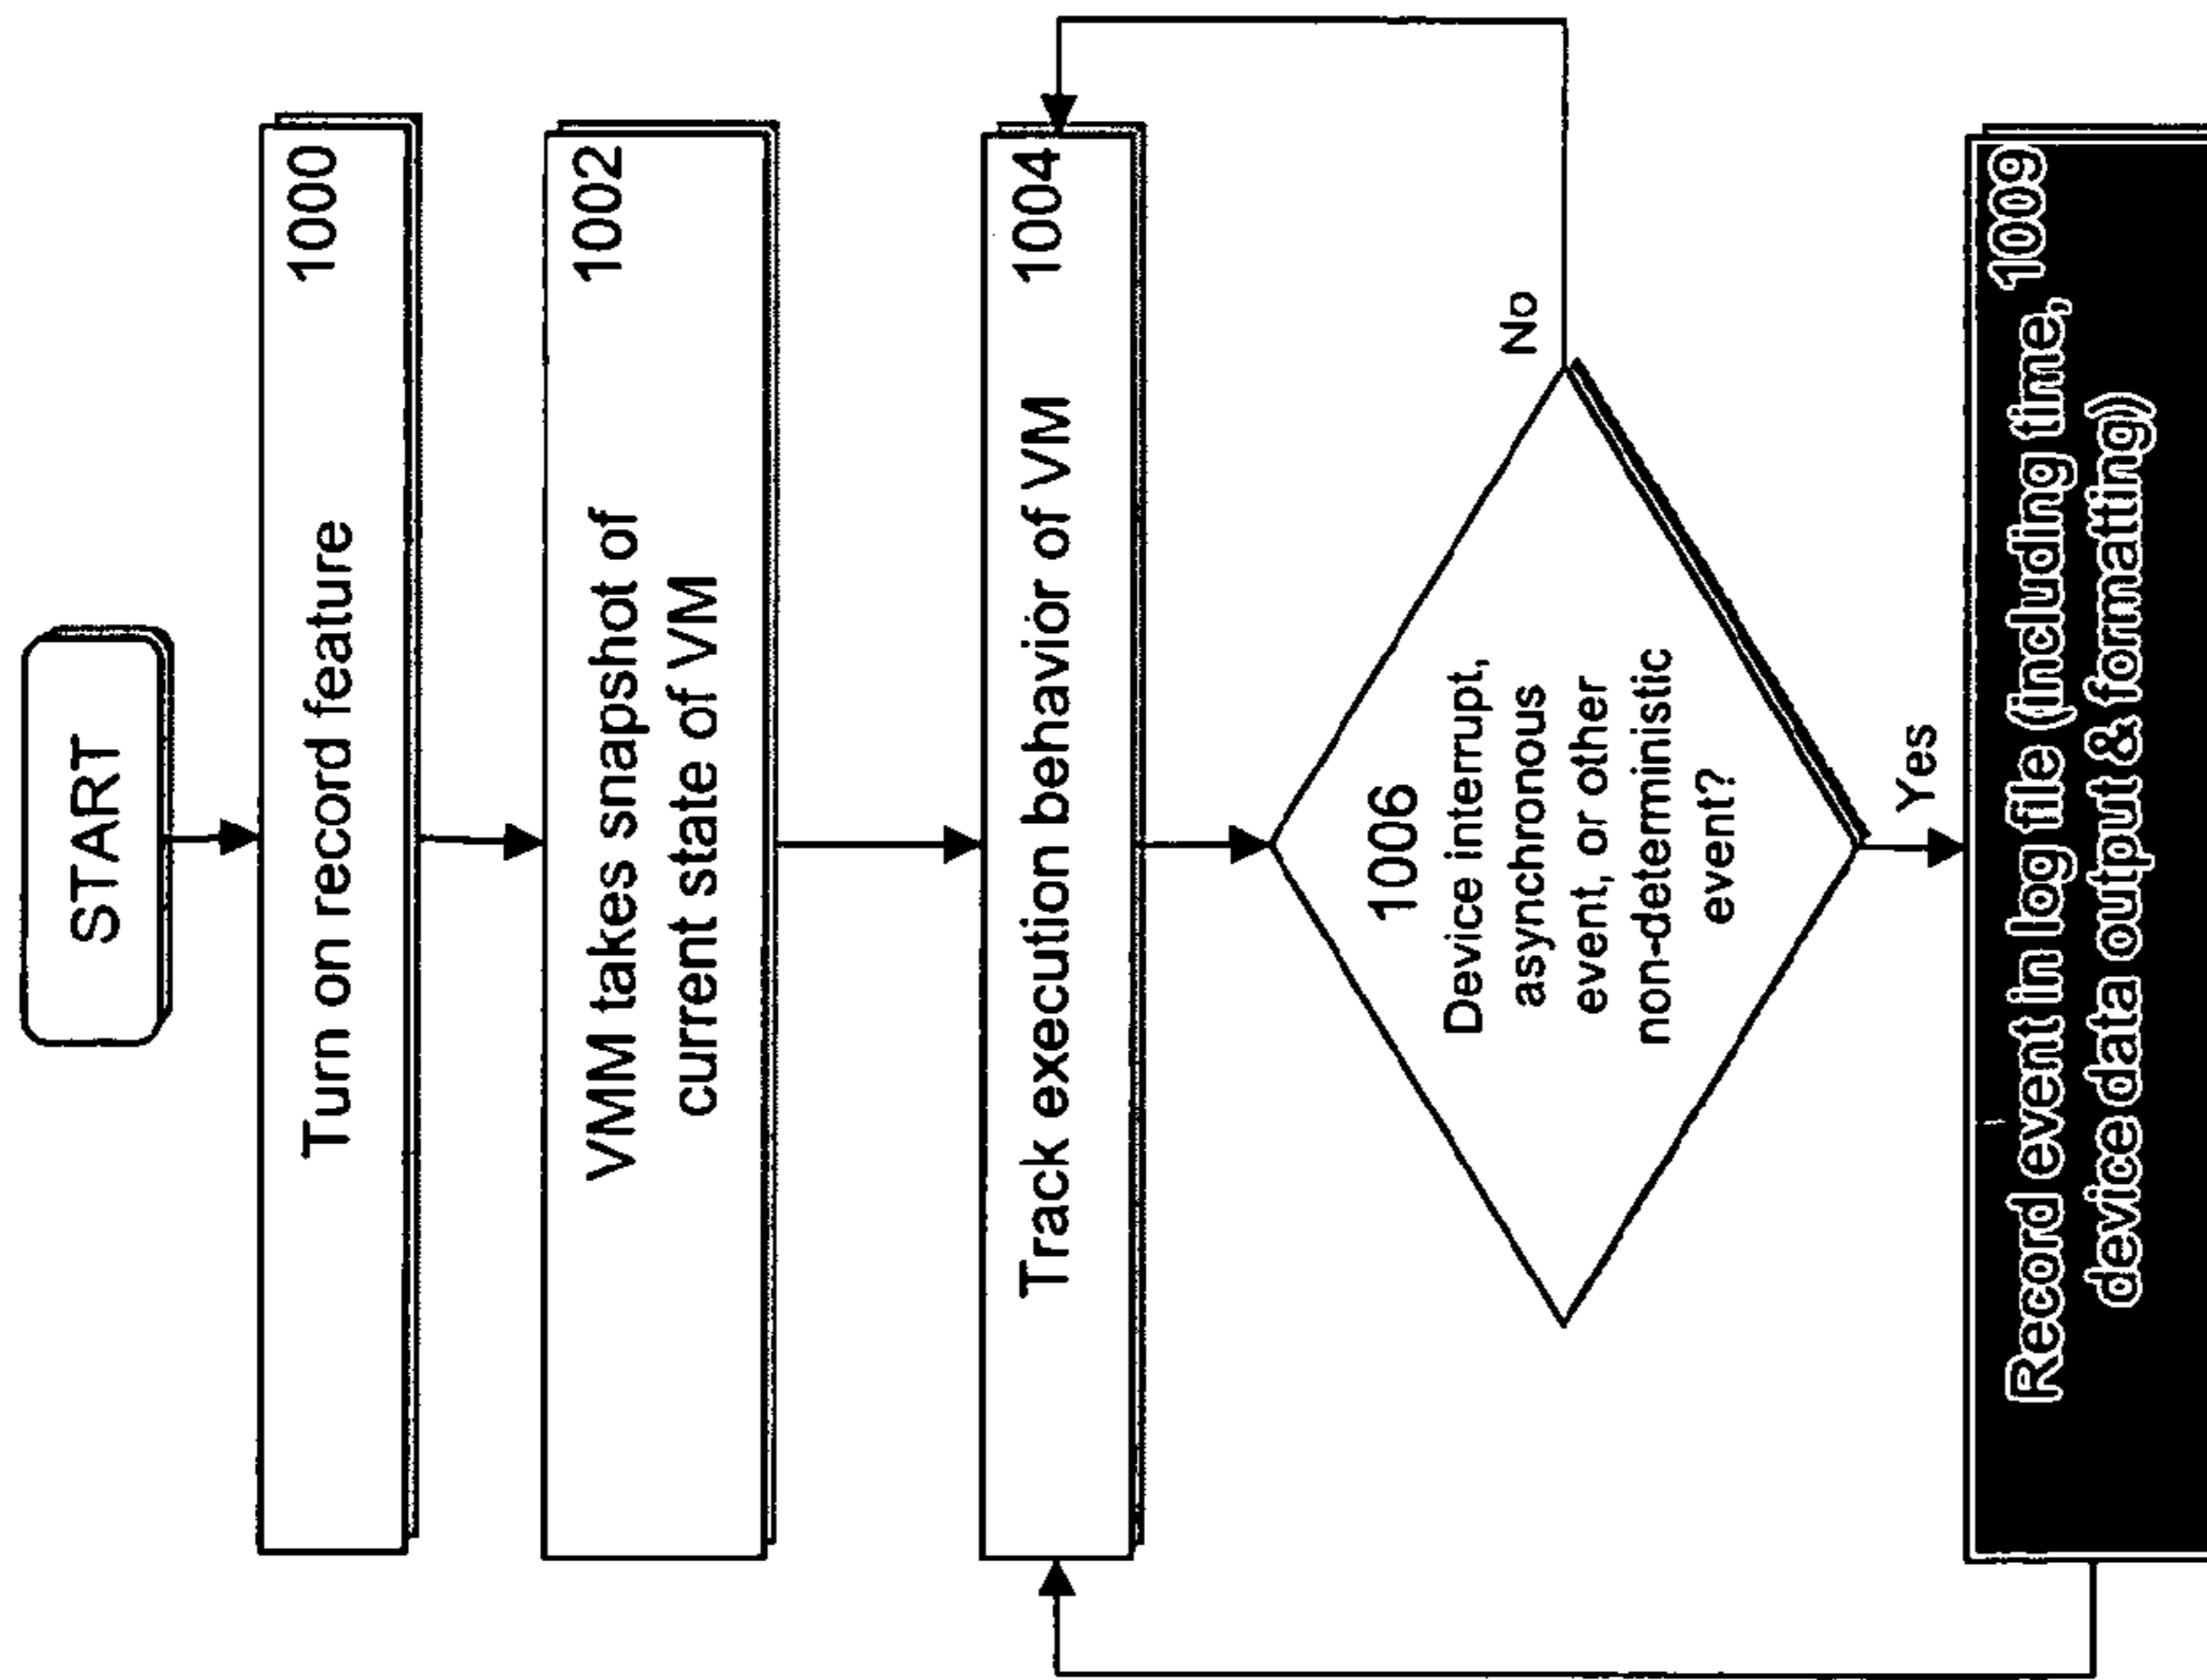 START
1000
Turn on record feature
1002
VMM takes snapshot of
current state of VM
1004
Track execution behavior of VM
1006
Device interrupt,
asynchronous
event, or other
non-deterministic
event?
No
Yes
1009
Record event in log file (including time,
device data output & formatting)